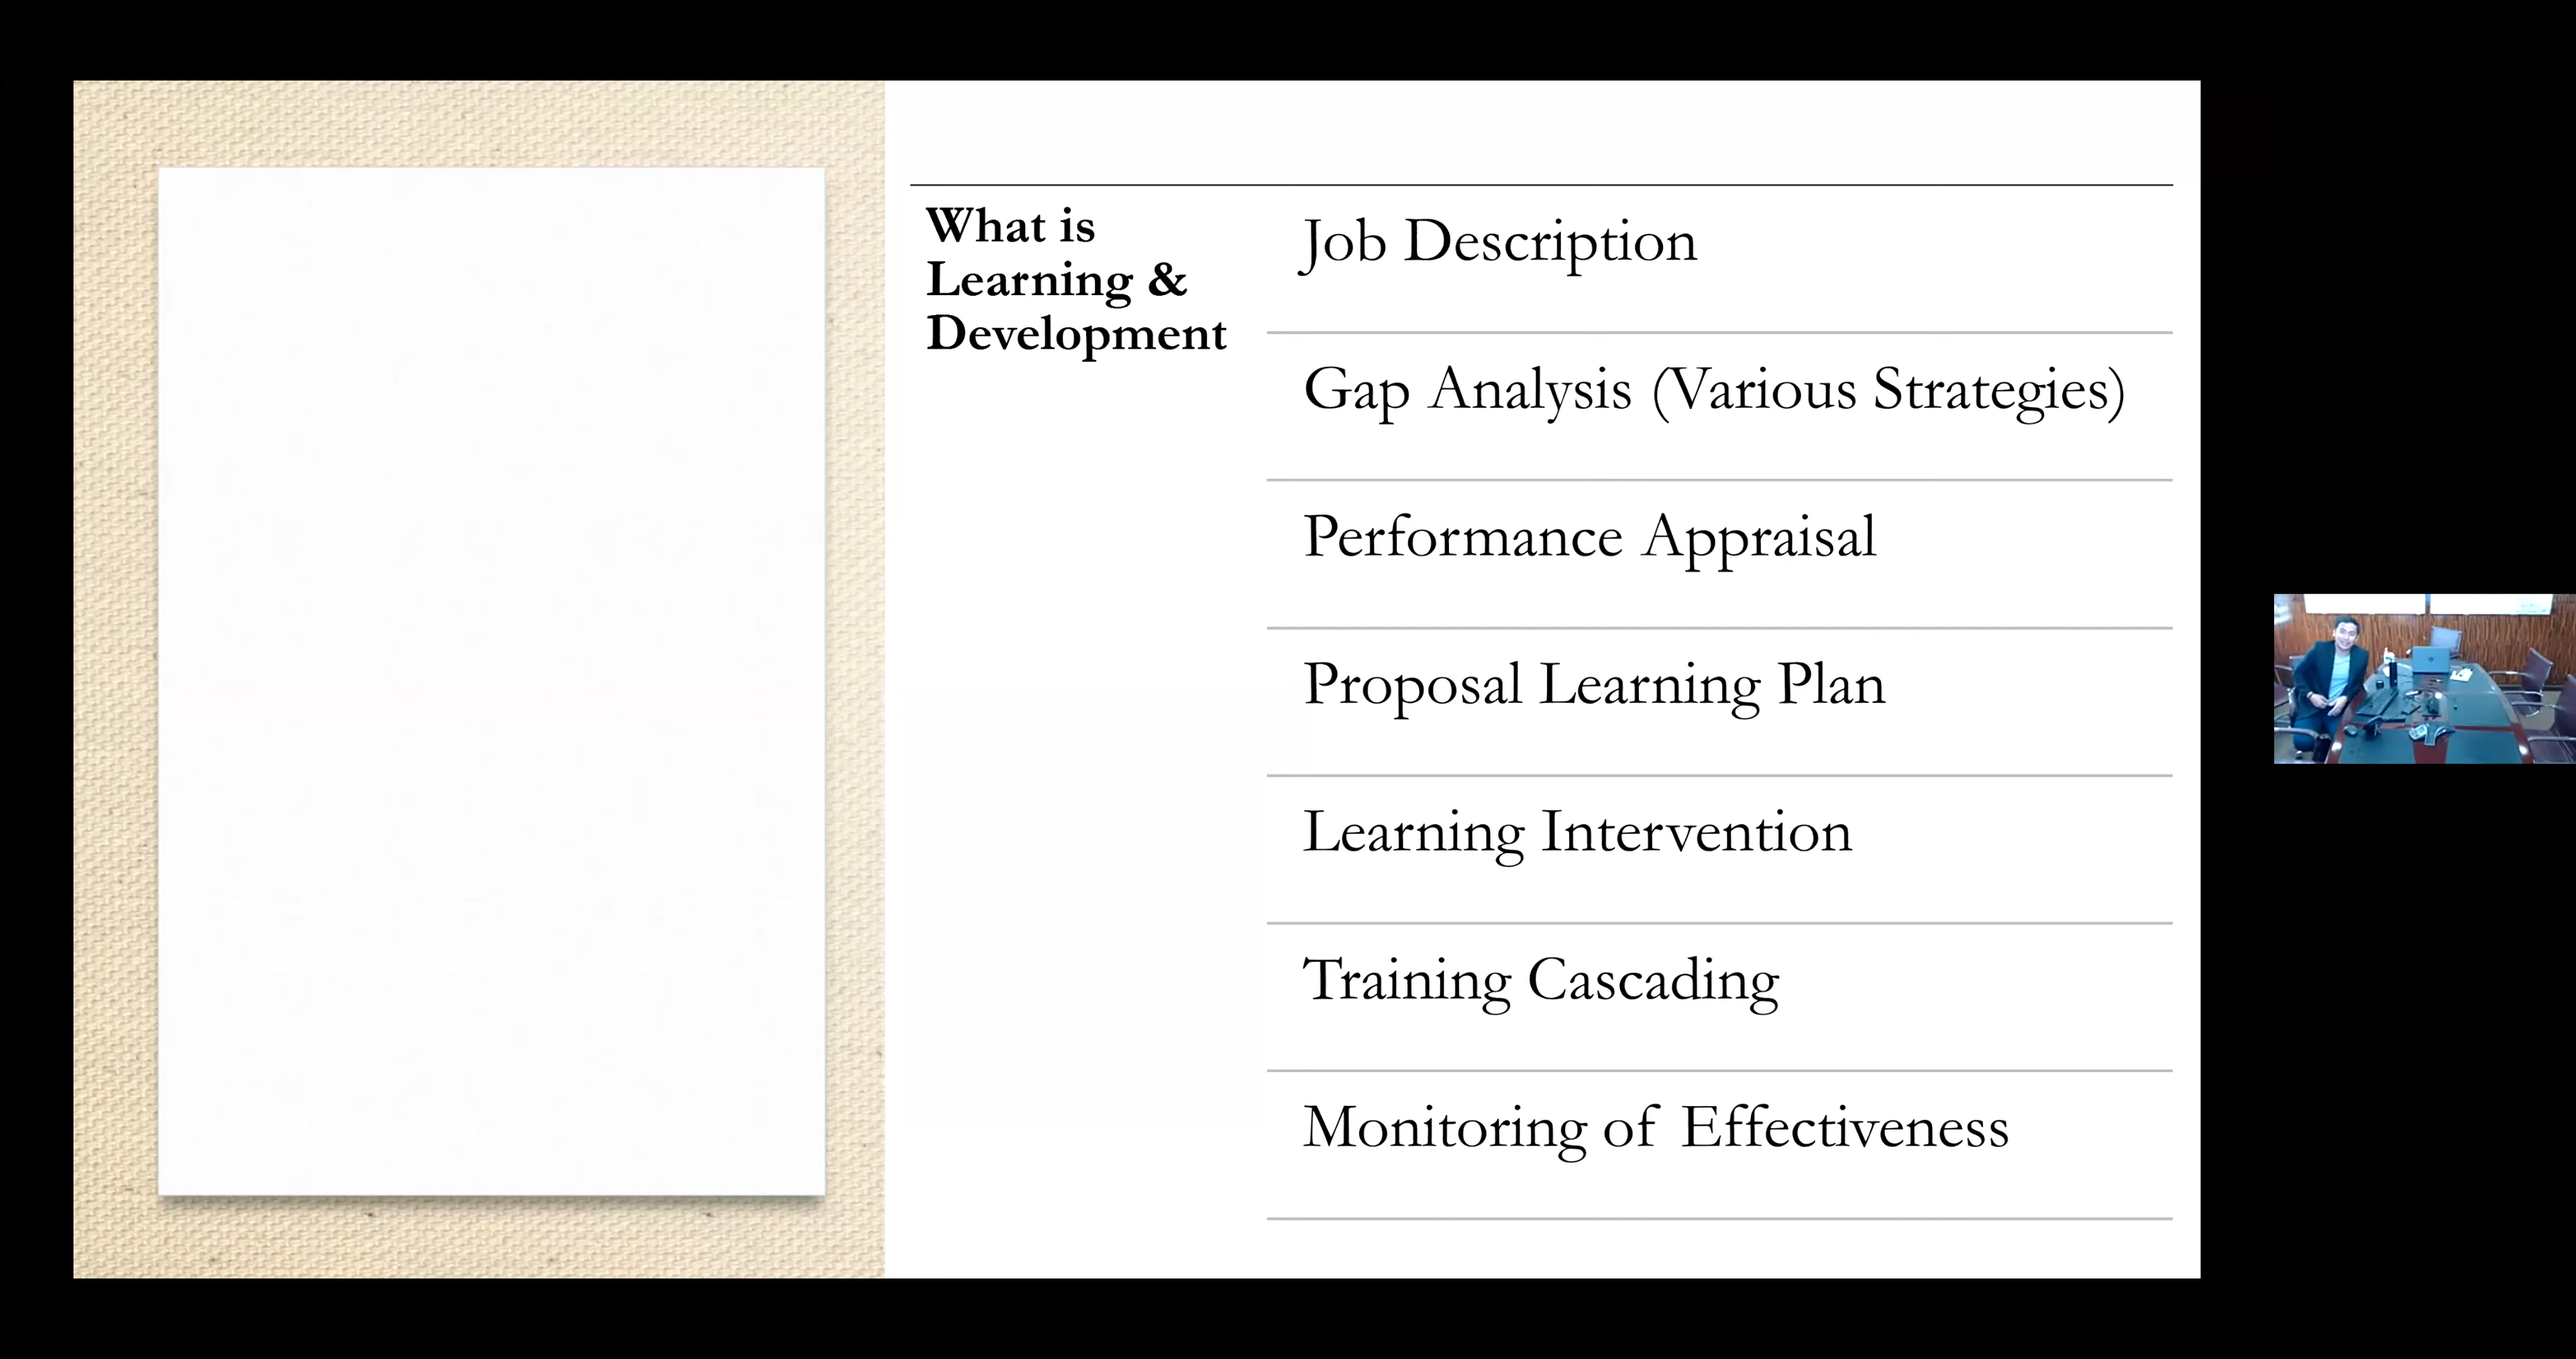 What is
Learning &
Development
Job Description
Gap Analysis (Various Strategies)
Performance Appraisal
Proposal Learning Plan
Learning Intervention
Training Cascading
Monitoring of Effectiveness